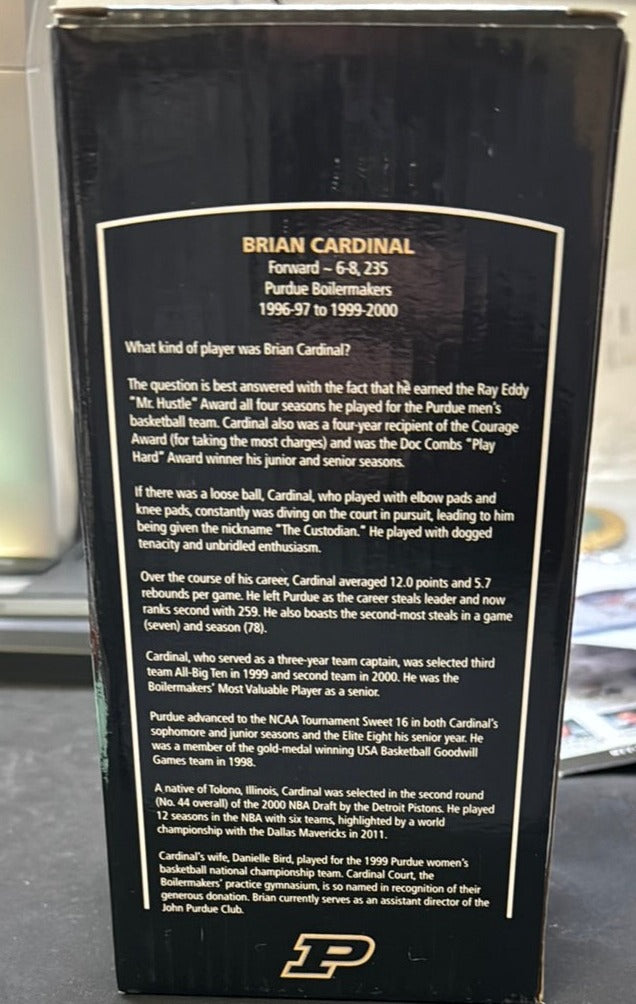 BRIAN CARDINAL
Forward ~ 6-8, 235
Purdue Boilermakers
1996-97 to 1999-2000
What kind of player was Brian Cardinal?
The question is best answered with the fact that he earned the Ray Eddy
"Mr. Hustle" Award all four seasons he played for the Purdue men's
basketball team. Cardinal also was a four-year recipient of the Courage
Award (for taking the most charges) and was the Doc Combs "Play
Hard" Award winner his junior and senior seasons.
If there was a loose ball, Cardinal, who played with elbow pads and
knee pads, constantly was diving on the court in pursuit, leading to him
being given the nickname "The Custodian." He played with dogged
tenacity and unbridled enthusiasm.
Over the course of his career, Cardinal averaged 12.0 points and 5.7
rebounds per game. He left Purdue as the career steals leader and now
ranks second with 259. He also boasts the second-most steals in a game
(seven) and season (78).
Cardinal, who served as a three-year team captain, was selected third
team All-Big Ten in 1999 and second team in 2000. He was the
Boilermakers' Most Valuable Player as a senior.
Purdue advanced to the NCAA Tournament Sweet 16 in both Cardinal's
sophomore and junior seasons and the Elite Eight his senior year. He
was a member of the gold-medal winning USA Basketball Goodwill
Games team in 1998.
A native of Tolono, Illinois, Cardinal was selected in the second round
(No. 44 overall) of the 2000 NBA Draft by the Detroit Pistons. He played
12 seasons in the NBA with six teams, highlighted by a world
championship with the Dallas Mavericks in 2011.
Cardinal's wife, Danielle Bird, played for the 1999 Purdue women's
basketball national championship team. Cardinal Court, the
Boilermakers' practice gymnasium, is so named in recognition of their
generous donation. Brian currently serves as an assistant director of the
John Purdue Club.
P